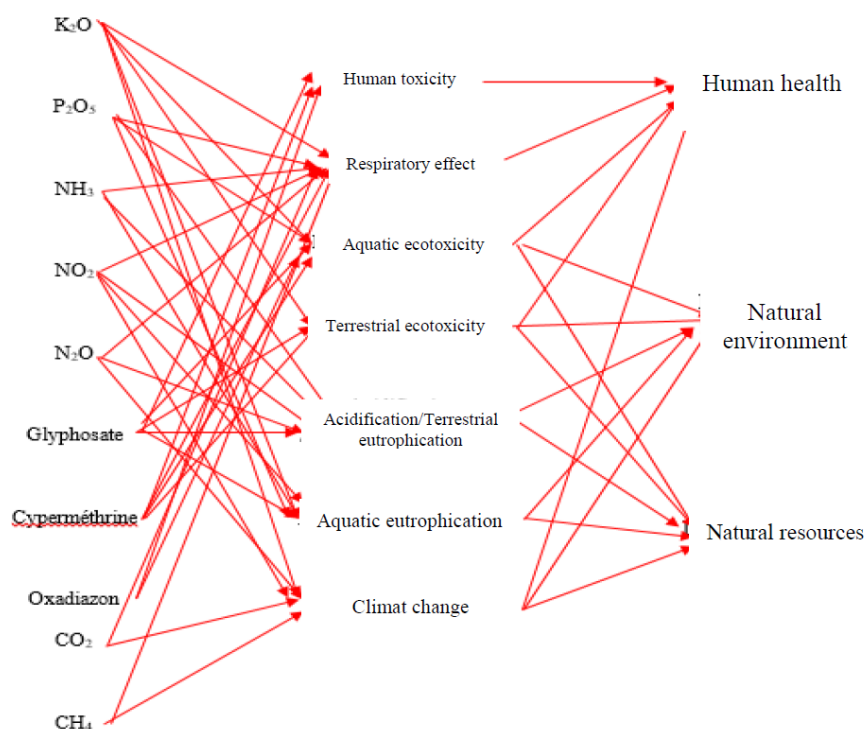 K₂O
P₂O₅
NH₃
NO₂
N₂O
Glyphosate
Cyperméthrine
Oxadiazon
CO₂
CH₄
Human toxicity
Respiratory effect
Aquatic ecotoxicity
Terrestrial ecotoxicity
Acidification/Terrestrial
eutrophication
Aquatic eutrophication
Climat change
Human health
Natural
environment
Natural resources